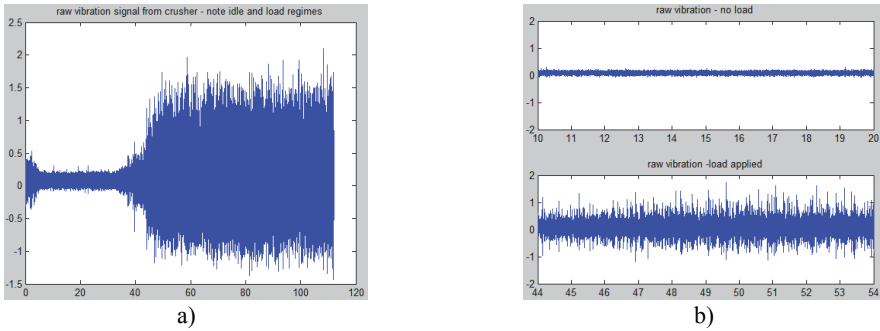 raw vibration signal from crusher - note idle and load regimes
2.5
2
1.5
1
0.5
0
-0.5
-1
-1.5
0 20 40 60 80 100 120
a)
raw vibration - no load
2
1
0
-1
-2
10 11 12 13 14 15 16 17 18 19 20
raw vibration -load applied
2
1
0
-1
-2
44 45 46 47 48 49 50 51 52 53 54
b)